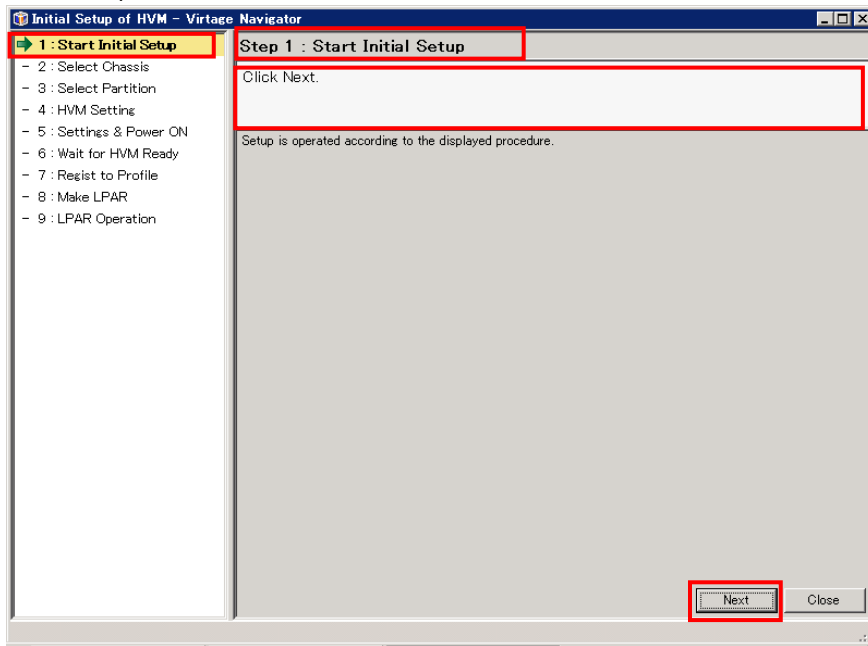 Initial Setup of HVM - Virtage Navigator
1 : Start Initial Setup
- 2 : Select Chassis
- 3 : Select Partition
- 4 : HVM Setting
- 5 : Settings & Power ON
- 6 : Wait for HVM Ready
- 7 : Regist to Profile
- 8 : Make LPAR
- 9 : LPAR Operation
Step 1 : Start Initial Setup
Click Next.
Setup is operated according to the displayed procedure.
Next
Close